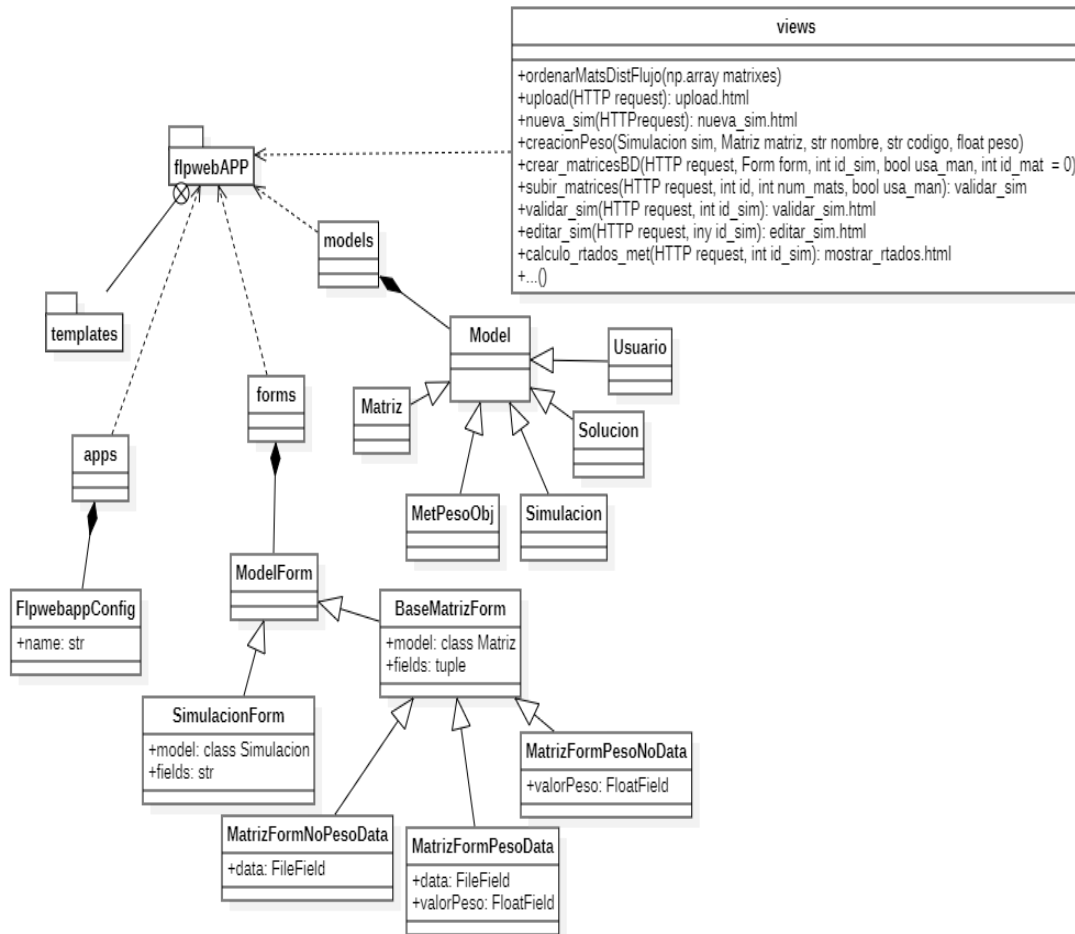 views
+ordenarMatsDistFlujo(np.array matrixes)
+upload(HTTP request): upload.html
+nueva_sim(HTTPrequest): nueva_sim.html
+creacionPeso(Simulacion sim, Matriz matriz, str nombre, str codigo, float peso)
+crear_matricesBD(HTTP request, Form form, int id_sim, bool usa_man, int id_mat = 0)
+subir_matrices(HTTP request, int id, int num_mats, bool usa_man): validar_sim
+validar_sim(HTTP request, int id_sim): validar_sim.html
+editar_sim(HTTP request, iny id_sim): editar_sim.html
+calculo_rtados_met(HTTP request, int id_sim): mostrar_rtados.html
+...()
flpwebAPP
models
templates
Model
Usuario
forms
Matriz
Solucion
apps
MetPesoObj
Simulacion
ModelForm
FlpwebappConfig
+name: str
BaseMatrizForm
+model: class Matriz
+fields: tuple
SimulacionForm
+model: class Simulacion
+fields: str
MatrizFormPesoNoData
+valorPeso: FloatField
MatrizFormNoPesoData
+data: FileField
MatrizFormPesoData
+data: FileField
+valorPeso: FloatField